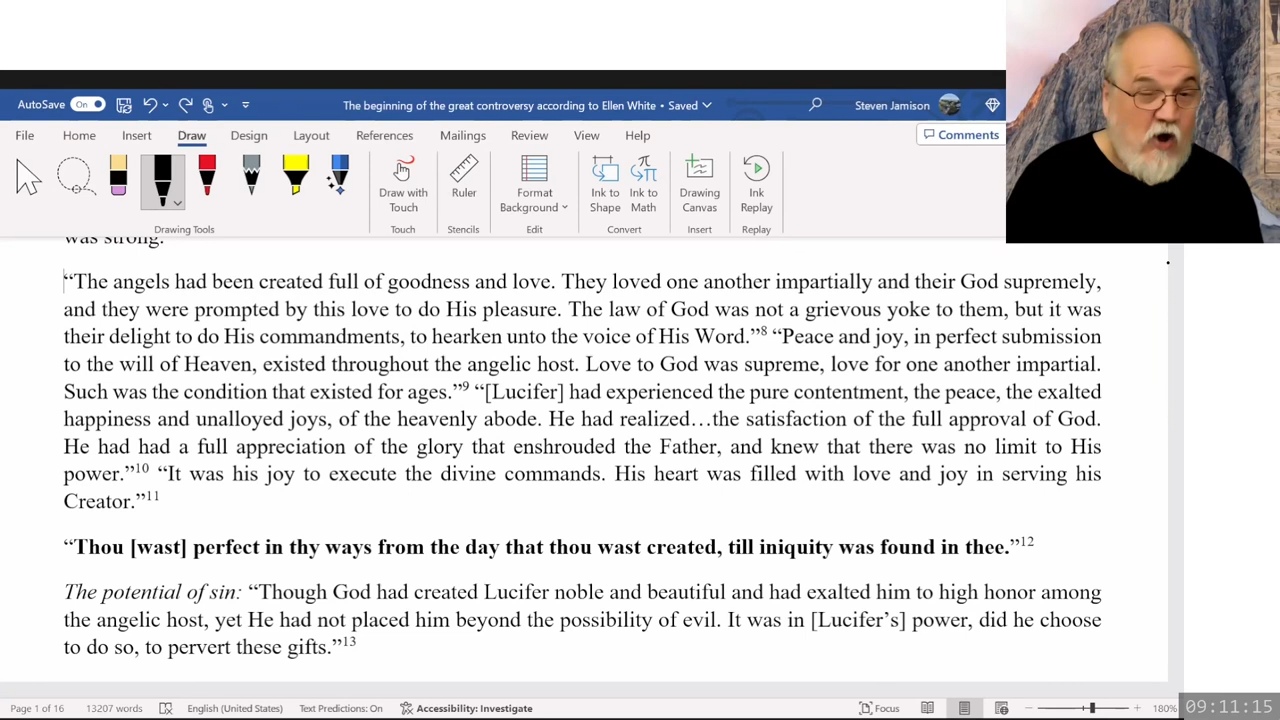 AutoSave On The beginning of the great controversy according to Ellen White • Saved Steven Jamison
File Home Insert Draw Design Layout References Mailings Review View Help Comments
Draw with Touch Ruler Format Background Ink to Shape Ink to Math Drawing Canvas Ink Replay
Drawing Tools Touch Stencils Edit Convert Insert Replay
was strong.
“The angels had been created full of goodness and love. They loved one another impartially and their God supremely,
and they were prompted by this love to do His pleasure. The law of God was not a grievous yoke to them, but it was
their delight to do His commandments, to hearken unto the voice of His Word.”8 “Peace and joy, in perfect submission
to the will of Heaven, existed throughout the angelic host. Love to God was supreme, love for one another impartial.
Such was the condition that existed for ages.”9 “[Lucifer] had experienced the pure contentment, the peace, the exalted
happiness and unalloyed joys, of the heavenly abode. He had realized…the satisfaction of the full approval of God.
He had had a full appreciation of the glory that enshrouded the Father, and knew that there was no limit to His
power.”10 “It was his joy to execute the divine commands. His heart was filled with love and joy in serving his
Creator.”11
“Thou [wast] perfect in thy ways from the day that thou wast created, till iniquity was found in thee.”12
The potential of sin: “Though God had created Lucifer noble and beautiful and had exalted him to high honor among
the angelic host, yet He had not placed him beyond the possibility of evil. It was in [Lucifer’s] power, did he choose
to do so, to pervert these gifts.”13
Page 1 of 16 13207 words English (United States) Text Predictions: On Accessibility: Investigate Focus 180%
09:11:15